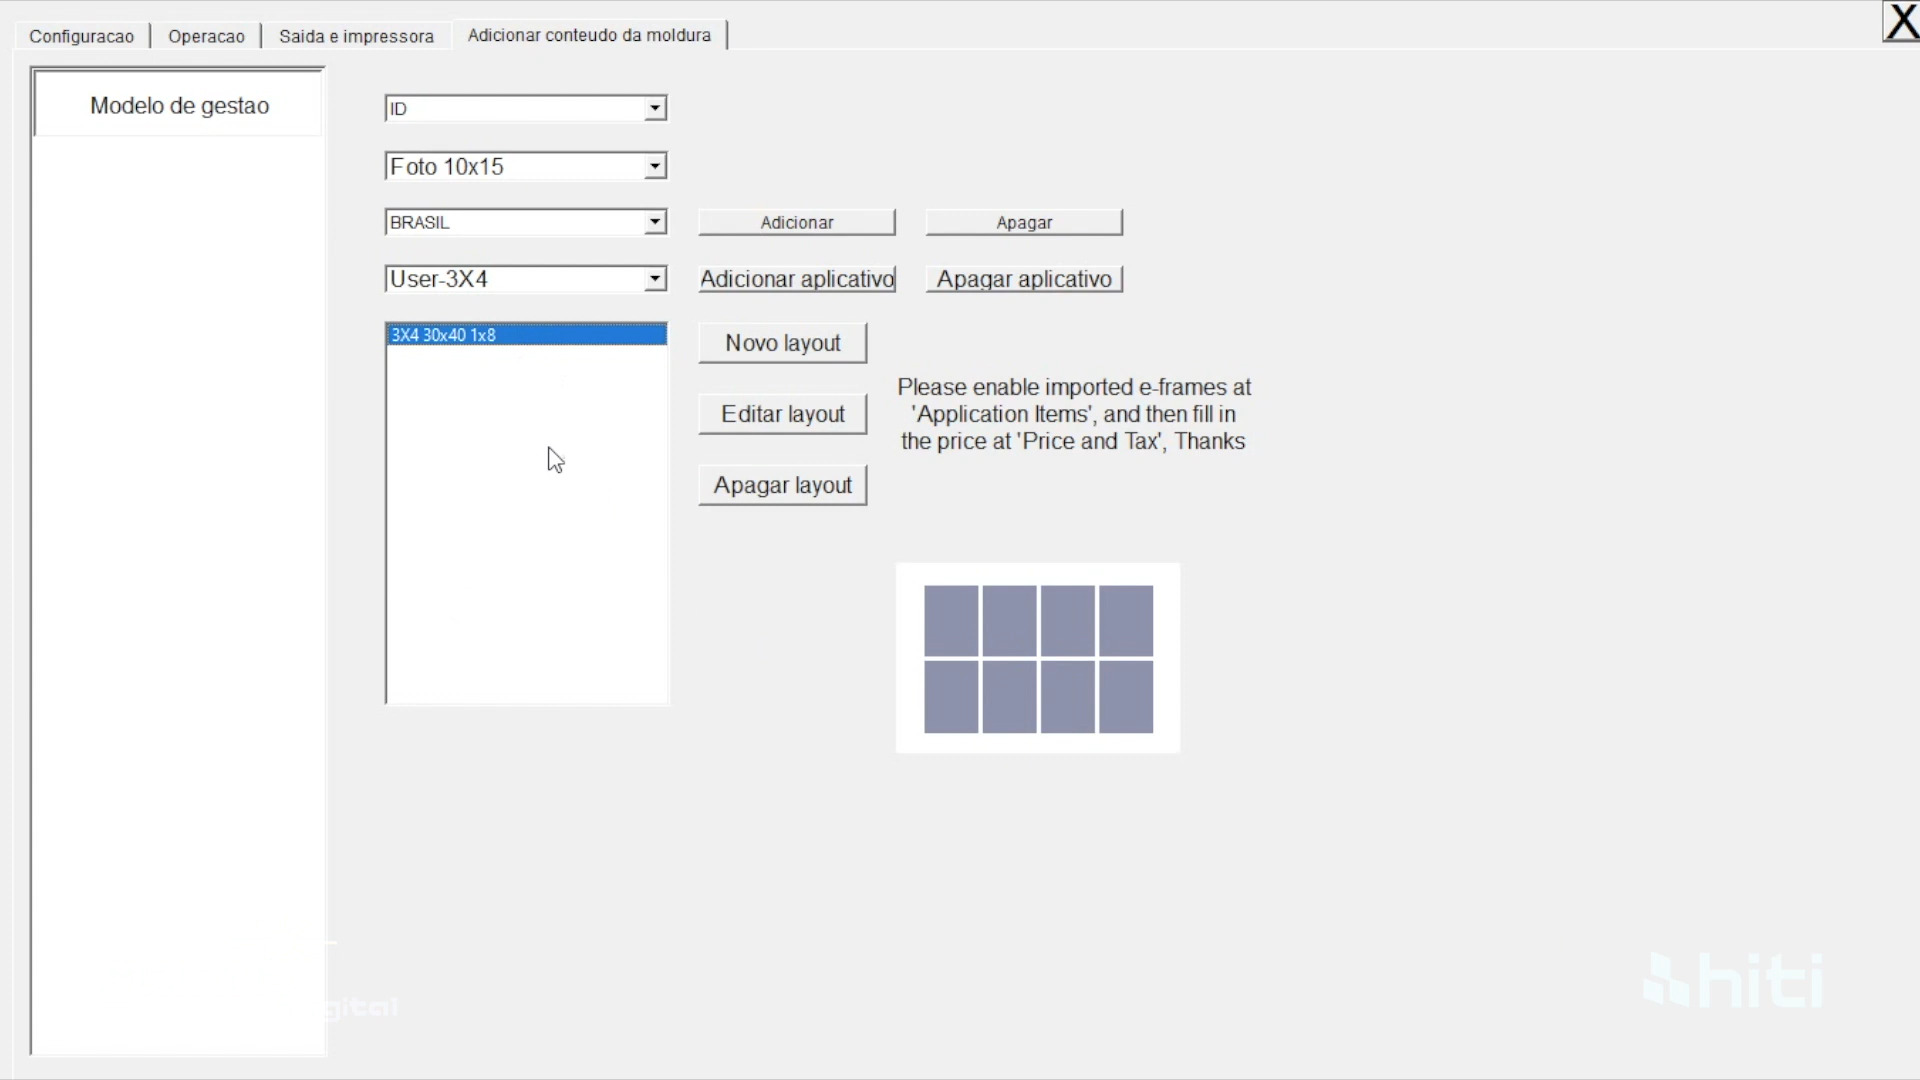 Configuracao
Operacao
Saida e impressora
Adicionar conteudo da moldura
X
Modelo de gestao
ID
Foto 10x15
BRASIL
Adicionar
Apagar
User-3X4
Adicionar aplicativo
Apagar aplicativo
3X4 30x40 1x8
Novo layout
Editar layout
Apagar layout
Please enable imported e-frames at
'Application Items', and then fill in
the price at 'Price and Tax', Thanks
hiti